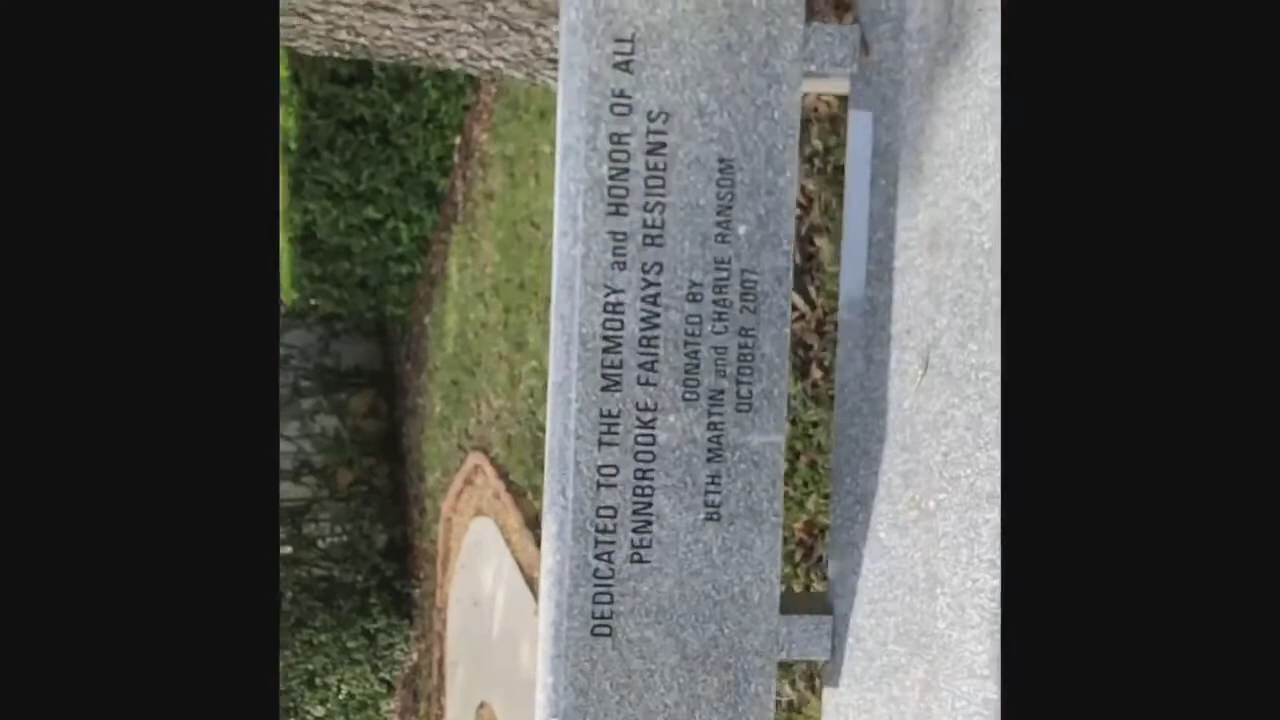 DEDICATED TO THE MEMORY and HONOR OF ALL
PENNBROOKE FAIRWAYS RESIDENTS
DONATED BY
BETH MARTIN and CHARLIE RANSOM
OCTOBER 2007